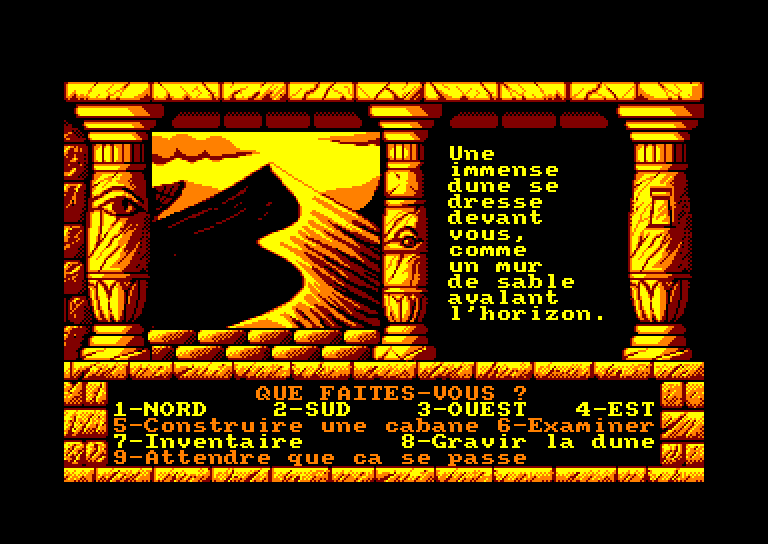 Une
immense
dune se
dresse
devant
vous,
comme
un mur
de sable
avalant
l'horizon.
QUE FAITES-VOUS ?
1-NORD 2-SUD 3-OUEST 4-EST
5-Construire une cabane 6-Examiner
7-Inventaire 8-Gravir la dune
9-Attendre que ca se passe